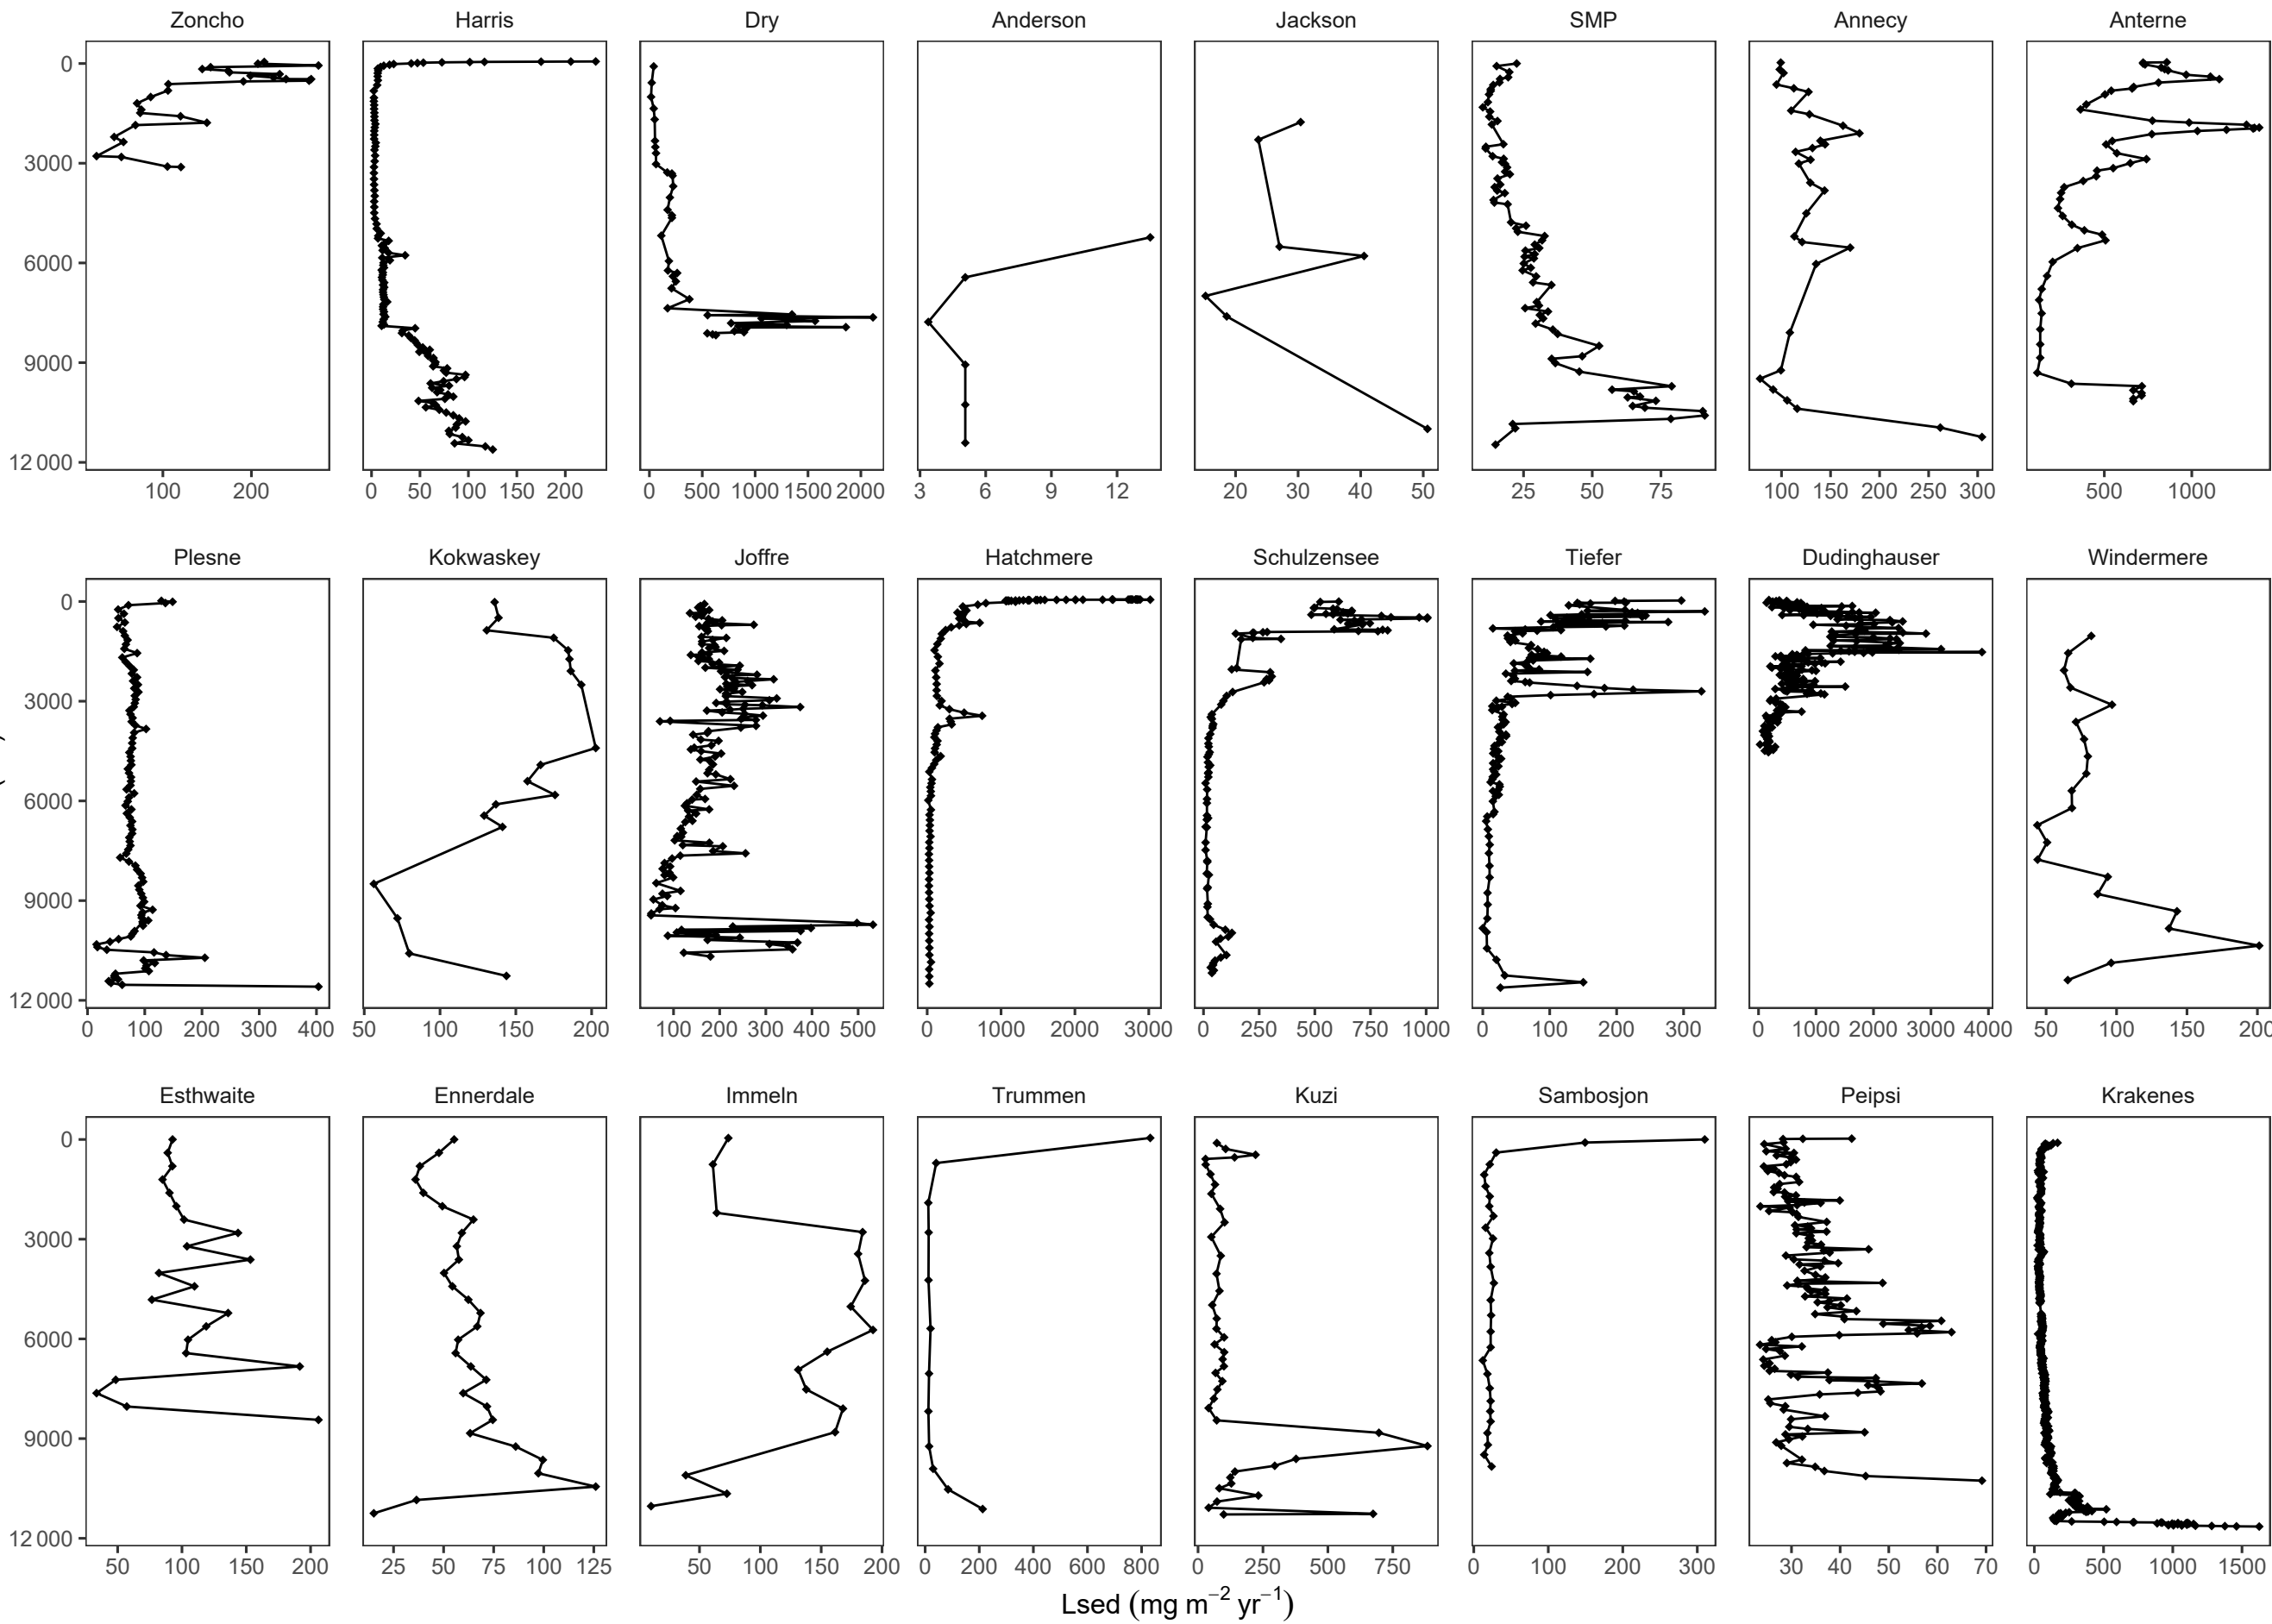 Zoncho Harris Dry Anderson Jackson SMP Annecy Anterne
0
3000
6000
9000
12 000
100 200 0 50 100 150 200 0 500 1000 1500 2000 3 6 9 12 20 30 40 50 25 50 75 100 150 200 250 300 500 1000
Plesne Kokwaskey Joffre Hatchmere Schulzensee Tiefer Dudinghauser Windermere
0
3000
6000
9000
12 000
0 100 200 300 400 50 100 150 200 100 200 300 400 500 0 1000 2000 3000 0 250 500 750 1000 0 100 200 300 0 1000 2000 3000 4000 50 100 150 200
Esthwaite Ennerdale Immeln Trummen Kuzi Sambosjon Peipsi Krakenes
0
3000
6000
9000
12 000
50 100 150 200 25 50 75 100 125 50 100 150 200 0 200 400 600 800 0 250 500 750 0 100 200 300 30 40 50 60 70 0 500 1000 1500
Lsed (mg m⁻² yr⁻¹)